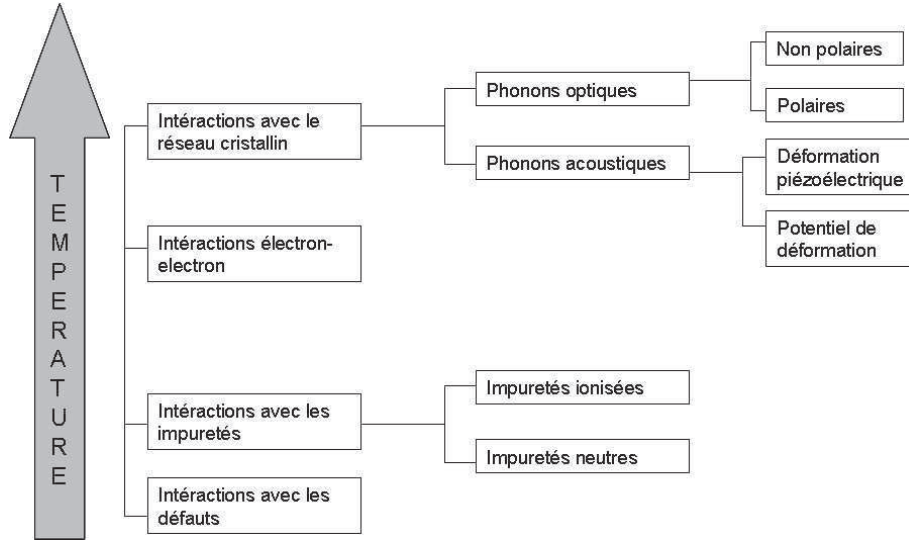 TEMPERATURE
Intéractions avec le
réseau cristallin
Phonons optiques
Non polaires
Polaires
Phonons acoustiques
Déformation
piézoélectrique
Potentiel de
déformation
Intéractions électron-
electron
Intéractions avec les
impuretés
Impuretés ionisées
Impuretés neutres
Intéractions avec les
défauts